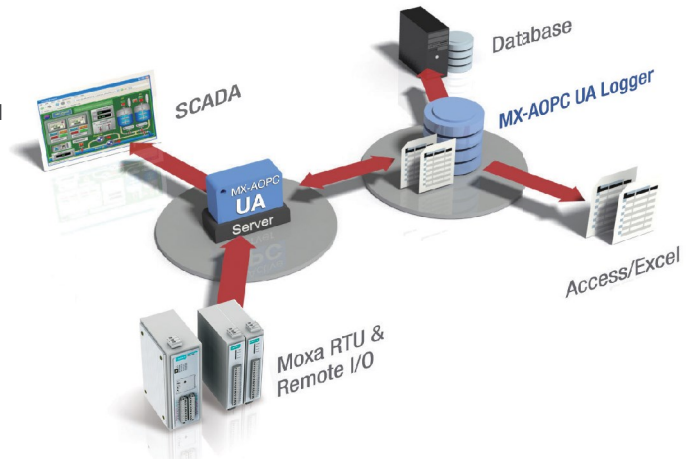 Database
SCADA
MX-AOPC UA Logger
MX-AOPC
UA
Server
Access/Excel
Moxa RTU &
Remote I/O